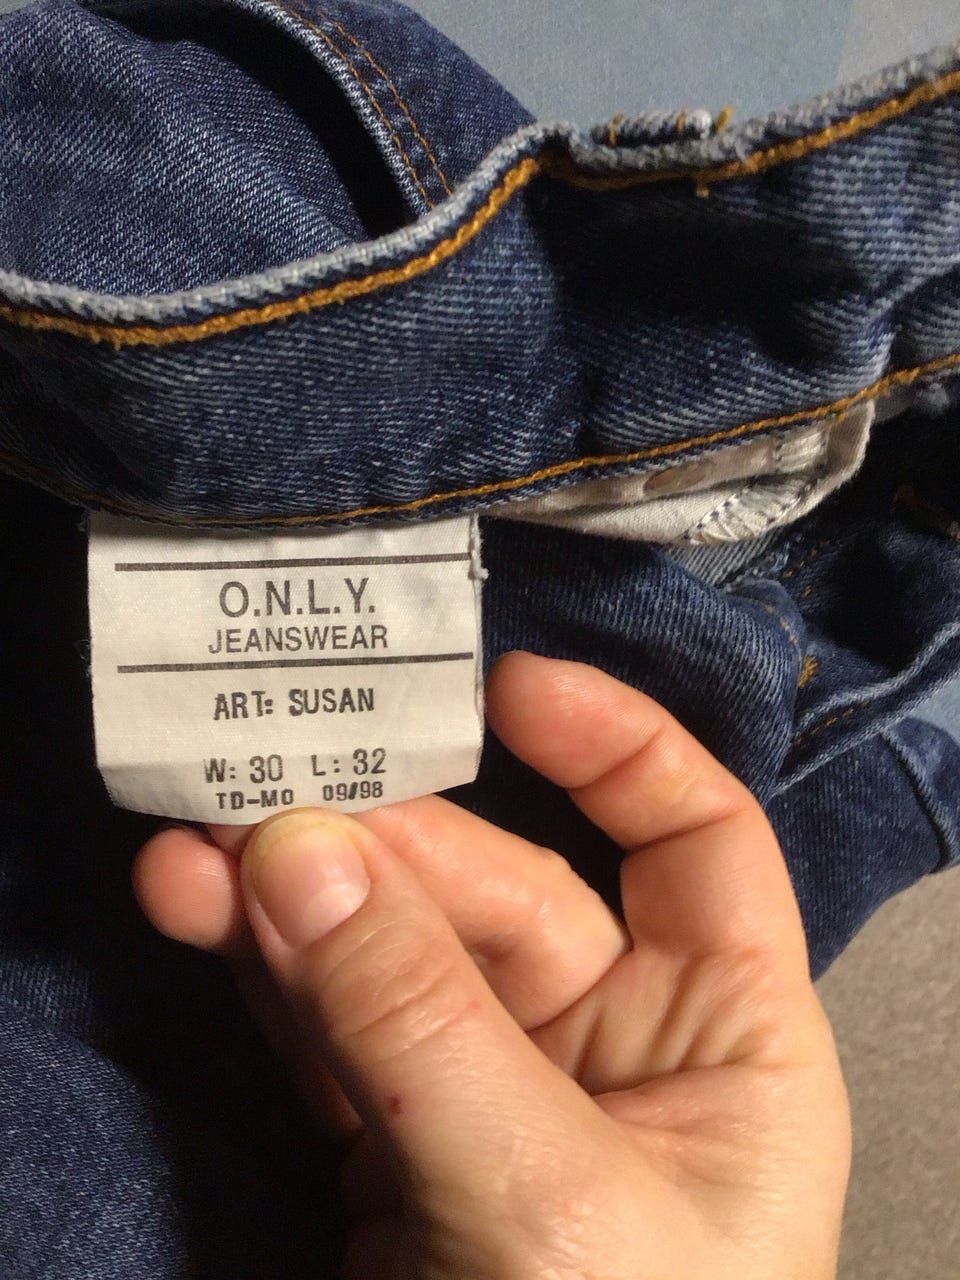 O.N.L.Y.
JEANSWEAR
ART: SUSAN
W: 30 L: 32
TD-MO 09/98